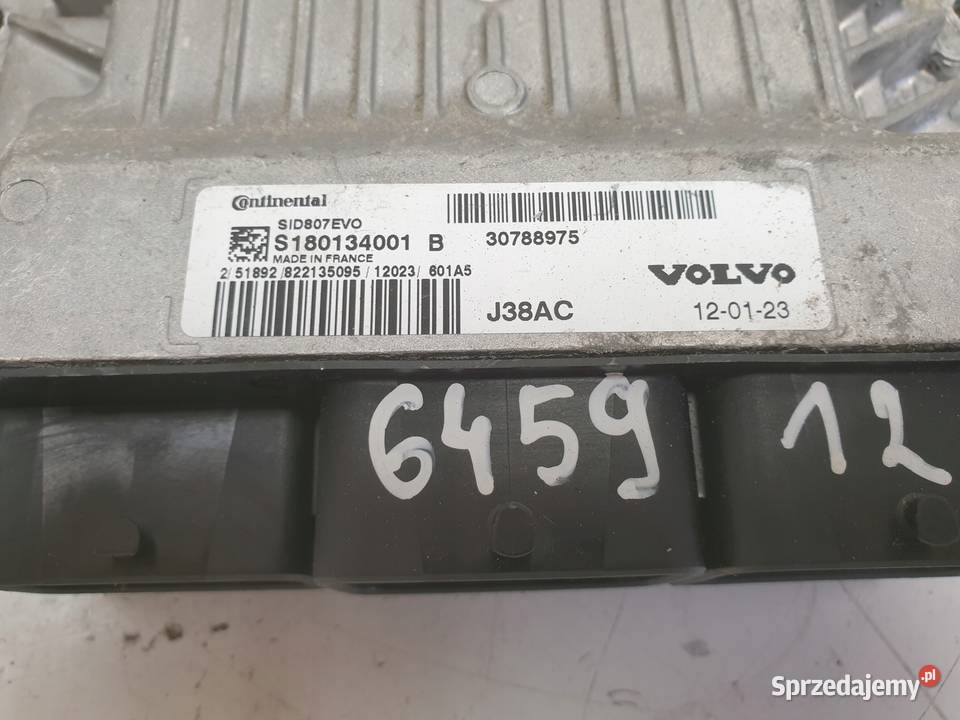 Continental
SID807EVO
S180134001 B
MADE IN FRANCE
2/51892/822135095/12023/601A5
30788975
VOLVO
J38AC 12-01-23
6459 12
Sprzedajemy.pl